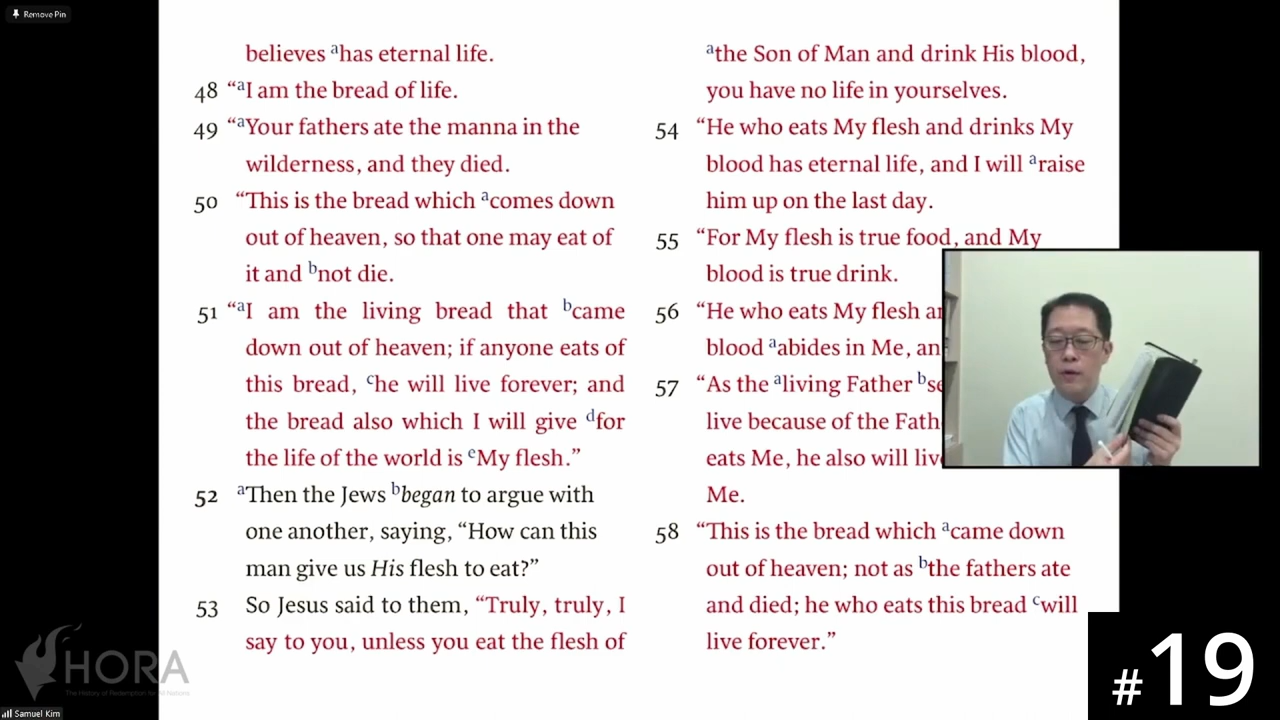 Remove Pin
believes ᵃhas eternal life.
48 “ᵃI am the bread of life.
49 “ᵃYour fathers ate the manna in the
wilderness, and they died.
50 “This is the bread which ᵃcomes down
out of heaven, so that one may eat of
it and ᵇnot die.
51 “ᵃI am the living bread that ᵇcame
down out of heaven; if anyone eats of
this bread, ᶜhe will live forever; and
the bread also which I will give ᵈfor
the life of the world is ᵉMy flesh.”
52 ᵃThen the Jews ᵇbegan to argue with
one another, saying, “How can this
man give us His flesh to eat?”
53 So Jesus said to them, “Truly, truly, I
say to you, unless you eat the flesh of
ᵃthe Son of Man and drink His blood,
you have no life in yourselves.
54 “He who eats My flesh and drinks My
blood has eternal life, and I will ᵃraise
him up on the last day.
55 “For My flesh is true food, and My
blood is true drink.
56 “He who eats My flesh
blood ᵃabides in Me,
57 “As the ᵃliving Father
live because of the
eats Me, he also will
Me.
58 “This is the bread which ᵃcame down
out of heaven; not as ᵇthe fathers ate
and died; he who eats this bread ᶜwill
live forever.”
HORA
The History of Redemption for All Nations
Samuel Kim
#19